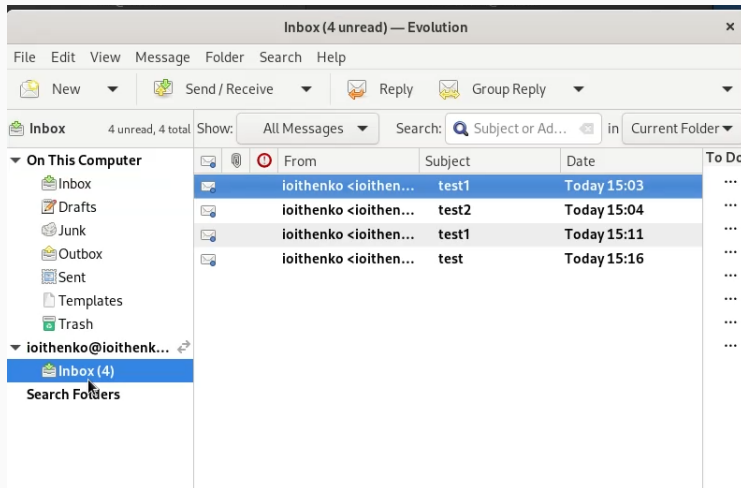 Inbox (4 unread) — Evolution ×
File Edit View Message Folder Search Help
New Send / Receive Reply Group Reply
Inbox 4 unread, 4 total Show: All Messages Search: Subject or Ad... in Current Folder
On This Computer
Inbox
Drafts
Junk
Outbox
Sent
Templates
Trash
ioithenko@ioithenk...
Inbox (4)
Search Folders
From Subject Date
ioithenko <ioithen... test1 Today 15:03
ioithenko <ioithen... test2 Today 15:04
ioithenko <ioithen... test1 Today 15:11
ioithenko <ioithen... test Today 15:16
To Do
...
...
...
...
...
...
...
...